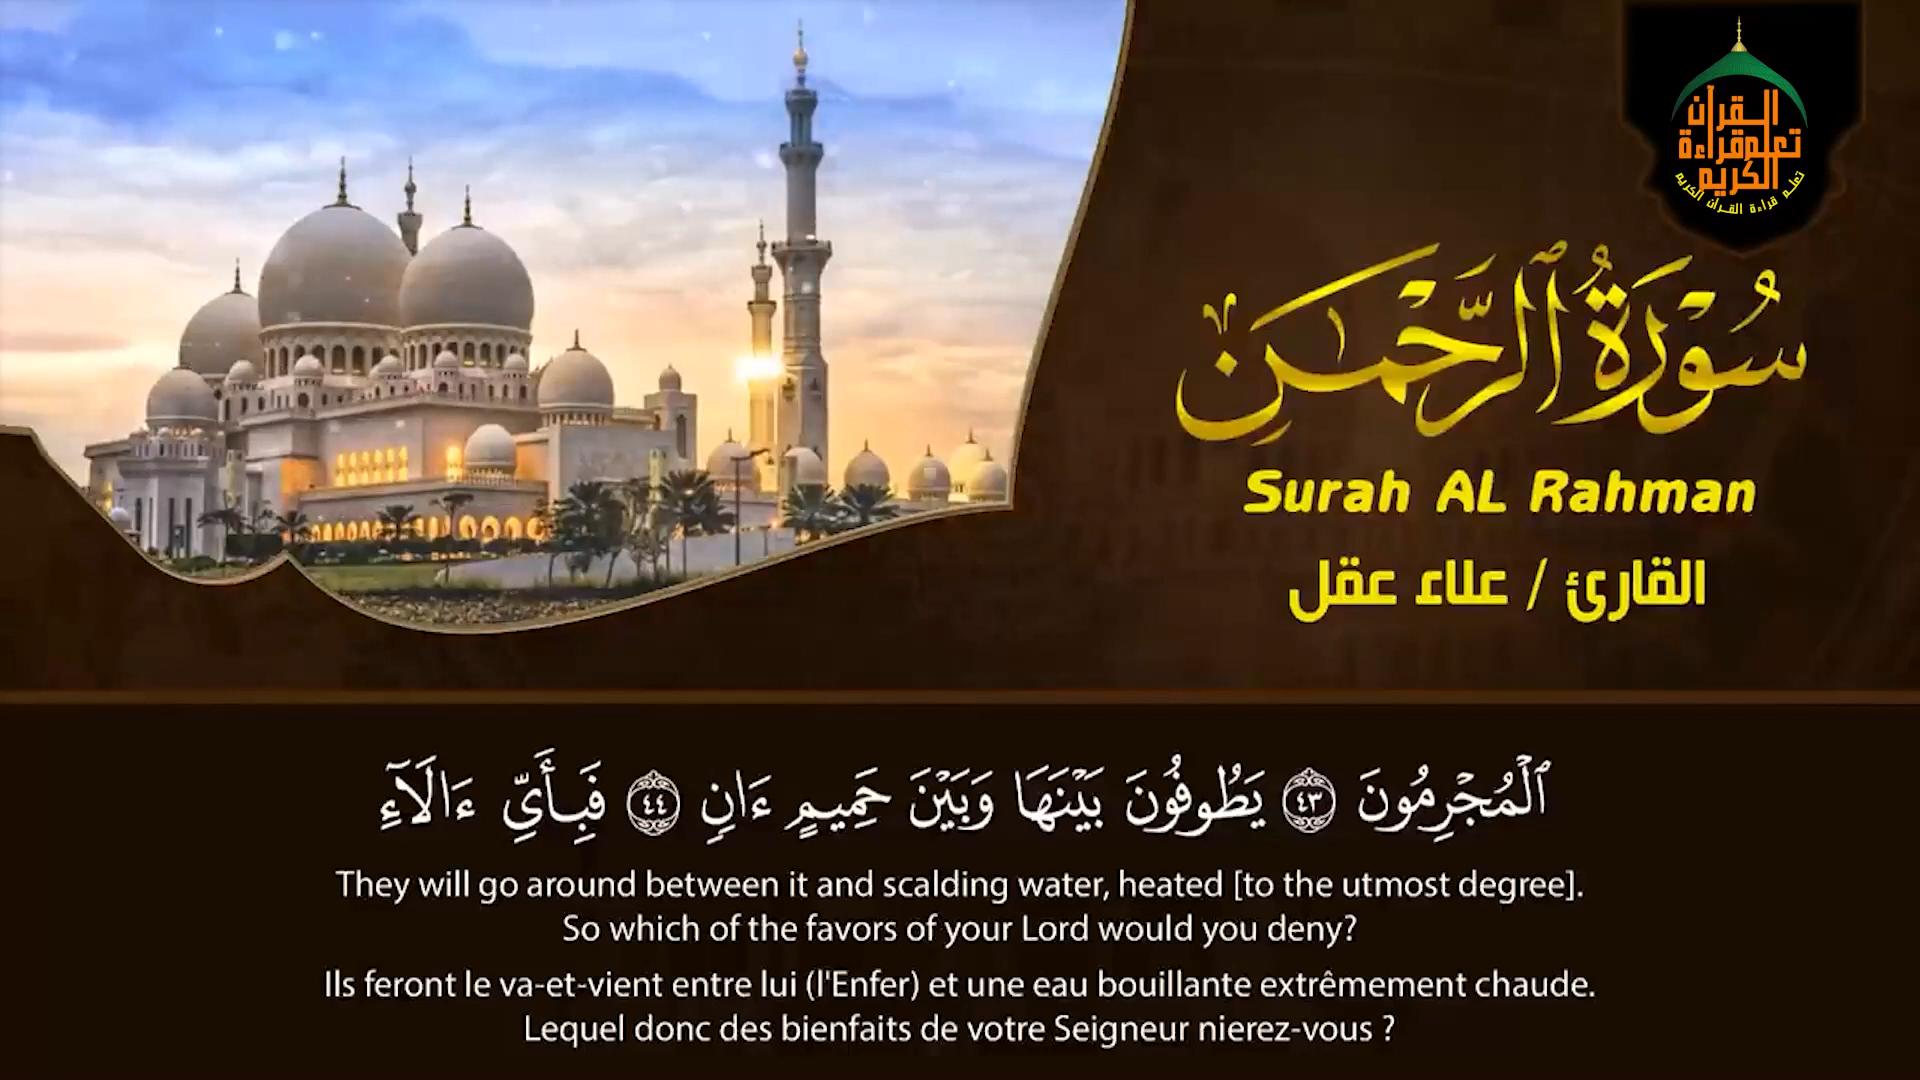 القرآن
تعلم قراءة
الكريم
تعلم قراءة القرآن الكريم
سُورَةُ ٱلرَّحْمَٰن
Surah AL Rahman
القارئ / علاء عقل
ٱلْمُجْرِمُونَ ٤٣ يَطُوفُونَ بَيْنَهَا وَبَيْنَ حَمِيمٍ ءَانٍ ٤٤ فَبِأَيِّ ءَالَآءِ
They will go around between it and scalding water, heated [to the utmost degree].
So which of the favors of your Lord would you deny?
Ils feront le va-et-vient entre lui (l'Enfer) et une eau bouillante extrêmement chaude.
Lequel donc des bienfaits de votre Seigneur nierez-vous ?